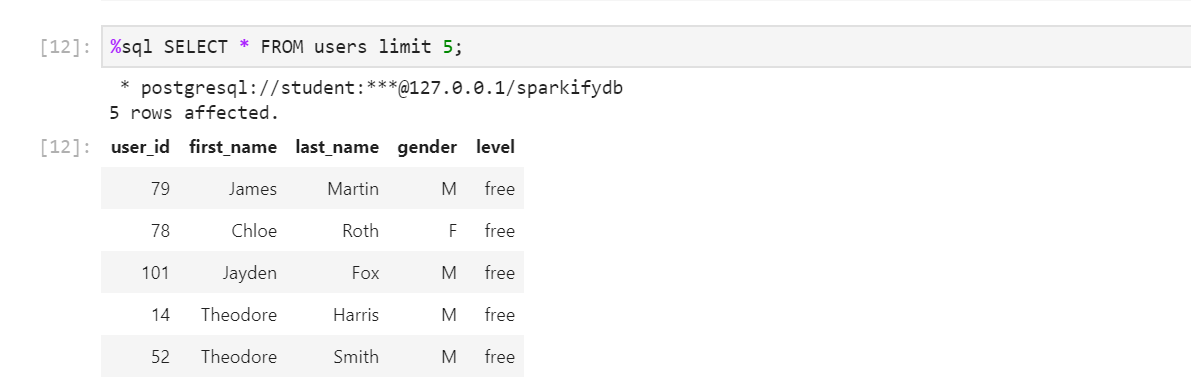 [12]: %sql SELECT * FROM users limit 5;
* postgresql://student:***@127.0.0.1/sparkifydb
5 rows affected.
[12]: user_id first_name last_name gender level
79 James Martin M free
78 Chloe Roth F free
101 Jayden Fox M free
14 Theodore Harris M free
52 Theodore Smith M free